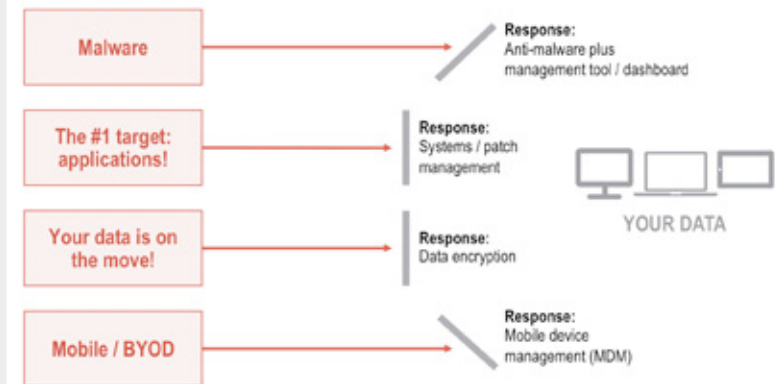 Malware
Response:
Anti-malware plus
management tool / dashboard
The #1 target:
applications!
Response:
Systems / patch
management
Your data is on
the move!
Response:
Data encryption
Mobile / BYOD
Response:
Mobile device
management (MDM)
YOUR DATA